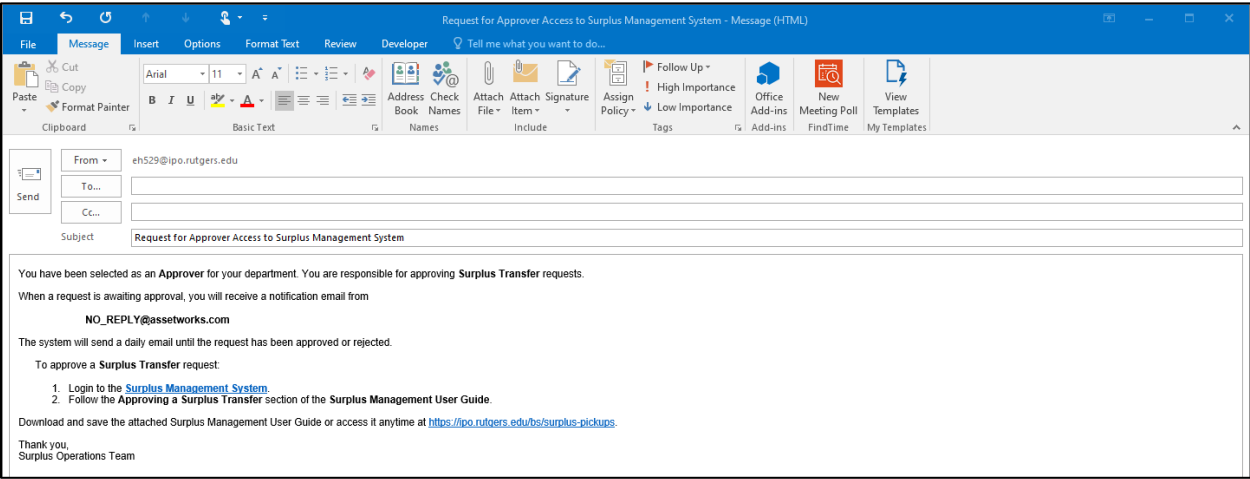 Request for Approver Access to Surplus Management System - Message (HTML)
File Message Insert Options Format Text Review Developer Tell me what you want to do...
Paste
Cut
Copy
Format Painter
Clipboard
Arial 11
B I U
Basic Text
Address Book
Check Names
Names
Attach File
Attach Item
Signature
Include
Assign Policy
Follow Up
High Importance
Low Importance
Tags
Office Add-ins
Add-ins
New Meeting Poll
FindTime
View Templates
My Templates
Send
From eh529@ipo.rutgers.edu
To...
Cc...
Subject Request for Approver Access to Surplus Management System
You have been selected as an Approver for your department. You are responsible for approving Surplus Transfer requests.
When a request is awaiting approval, you will receive a notification email from
NO_REPLY@assetworks.com
The system will send a daily email until the request has been approved or rejected.
To approve a Surplus Transfer request:
1. Login to the Surplus Management System.
2. Follow the Approving a Surplus Transfer section of the Surplus Management User Guide.
Download and save the attached Surplus Management User Guide or access it anytime at https://ipo.rutgers.edu/bs/surplus-pickups.
Thank you,
Surplus Operations Team